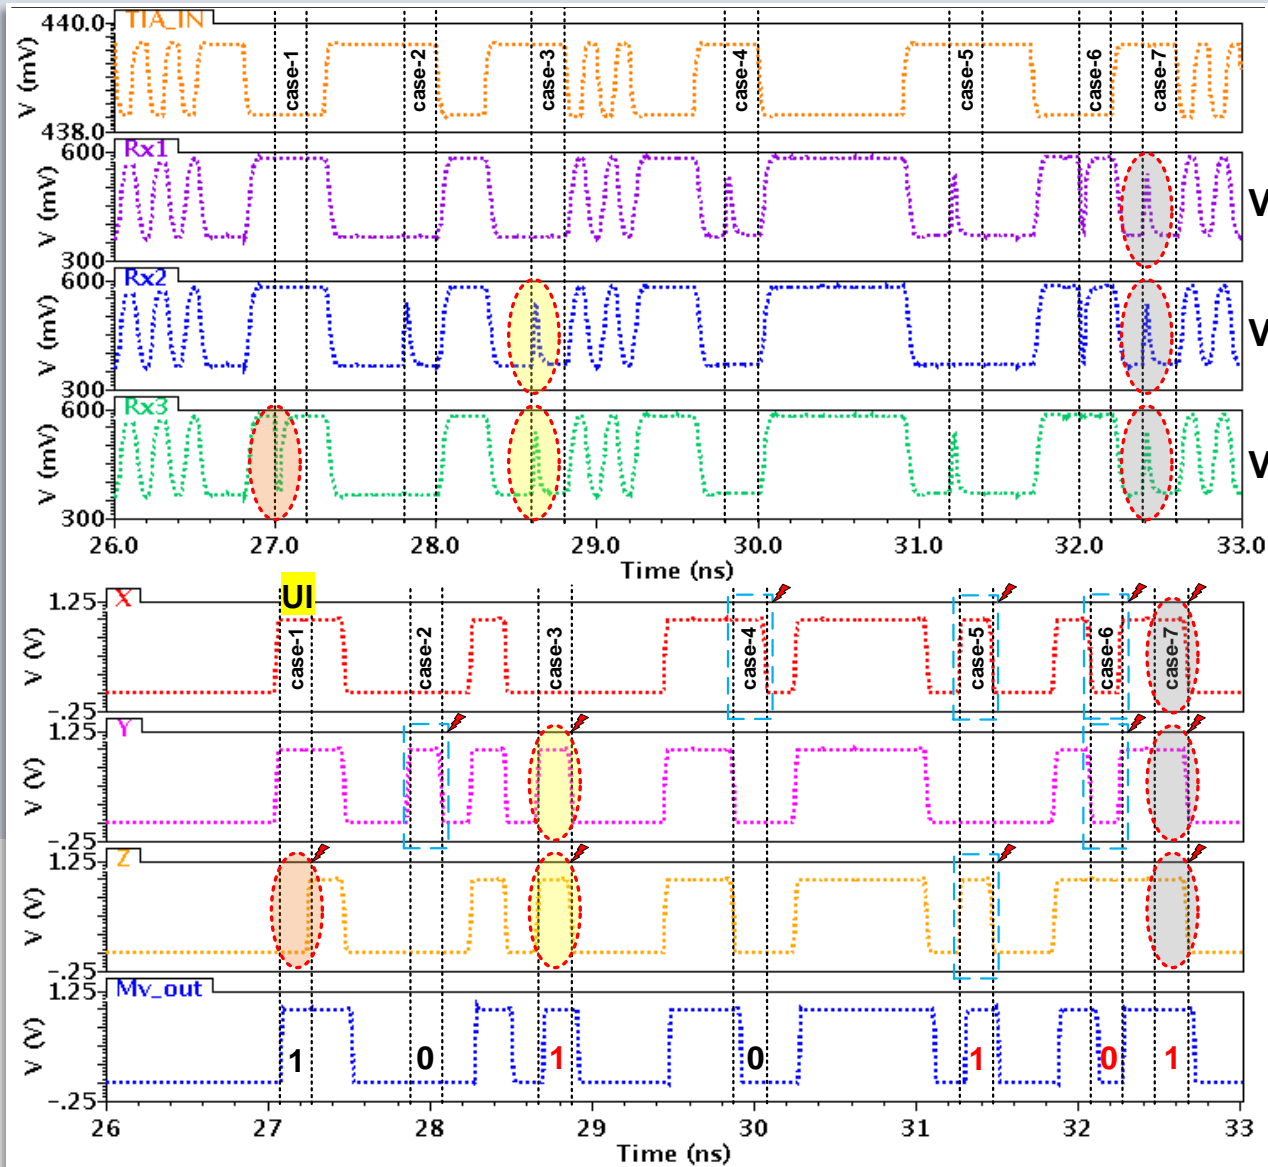 TIA_IN
440.0
V (mV)
438.0
case-1
case-2
case-3
case-4
case-5
case-6
case-7
Rx1
600
V (mV)
300
V
Rx2
600
V (mV)
300
V
Rx3
600
V (mV)
300
V
26.0 27.0 28.0 29.0 30.0 31.0 32.0 33.0
Time (ns)
UI
X
1.25
V (V)
-.25
case-1
case-2
case-3
case-4
case-5
case-6
case-7
Y
1.25
V (V)
-.25
Z
1.25
V (V)
-.25
Mv_out
1.25
V (V)
-.25
1 0 1 0 1 0 1
26 27 28 29 30 31 32 33
Time (ns)